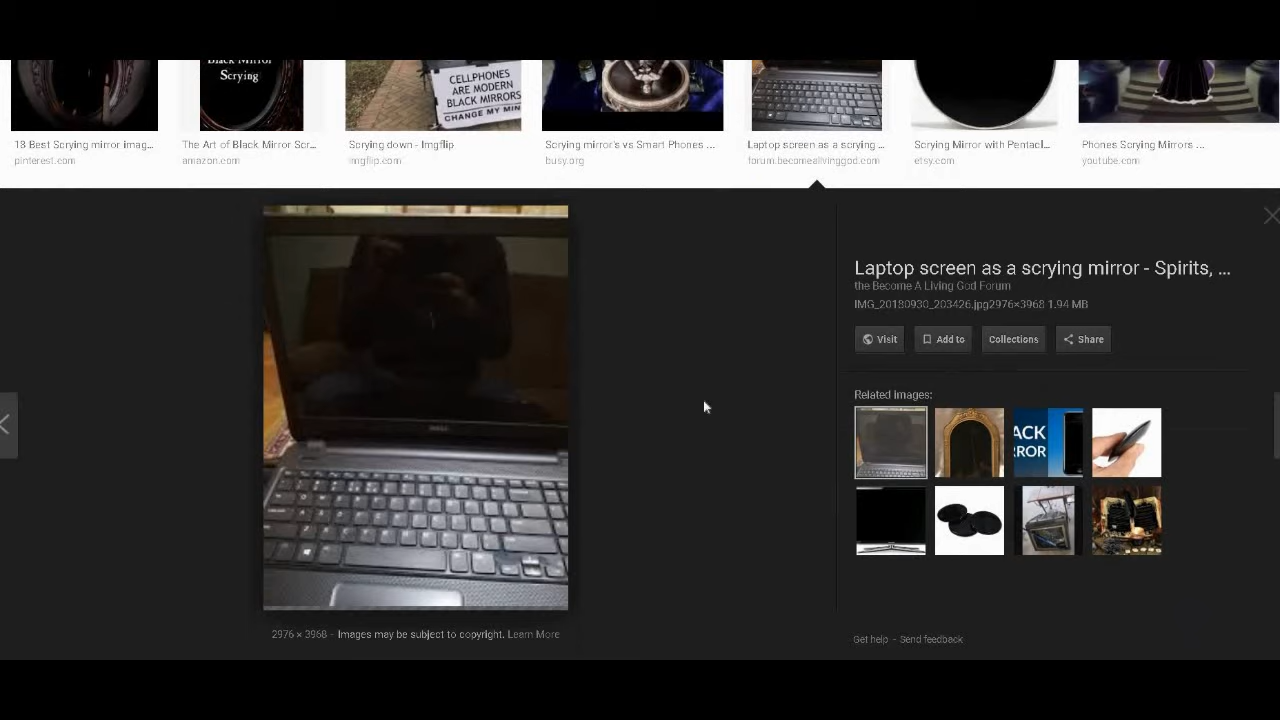 Black Mirror
Scrying
CELLPHONES
ARE MODERN
BLACK MIRRORS
CHANGE MY MIN
18 Best Scrying mirror imag...
pinterest.com
The Art of Black Mirror Scr...
amazon.com
Scrying down - Imgflip
imgflip.com
Scrying mirror's vs Smart Phones ...
busy.org
Laptop screen as a scrying ...
forum.becomealivinggod.com
Scrying Mirror with Pentacl...
etsy.com
Phones Scrying Mirrors ...
youtube.com
DELL
Laptop screen as a scrying mirror - Spirits, ...
the Become A Living God Forum
IMG_20180930_203426.jpg2976×3968 1.94 MB
Visit
Add to
Collections
Share
Related images:
ACK
RROR
2976 × 3968 - Images may be subject to copyright. Learn More
Get help - Send feedback